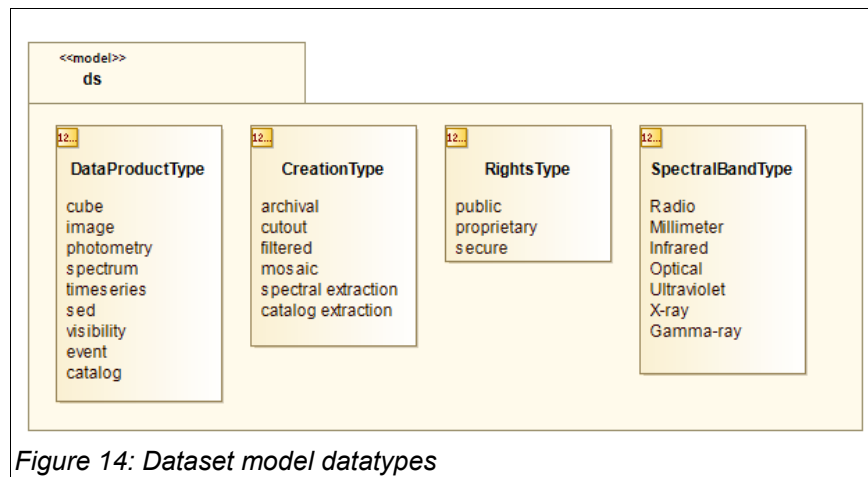 <<model>>
ds
12...
DataProductType
cube
image
photometry
spectrum
timeseries
sed
visibility
event
catalog
12...
CreationType
archival
cutout
filtered
mosaic
spectral extraction
catalog extraction
12...
RightsType
public
proprietary
secure
12...
SpectralBandType
Radio
Millimeter
Infrared
Optical
Ultraviolet
X-ray
Gamma-ray
Figure 14: Dataset model datatypes